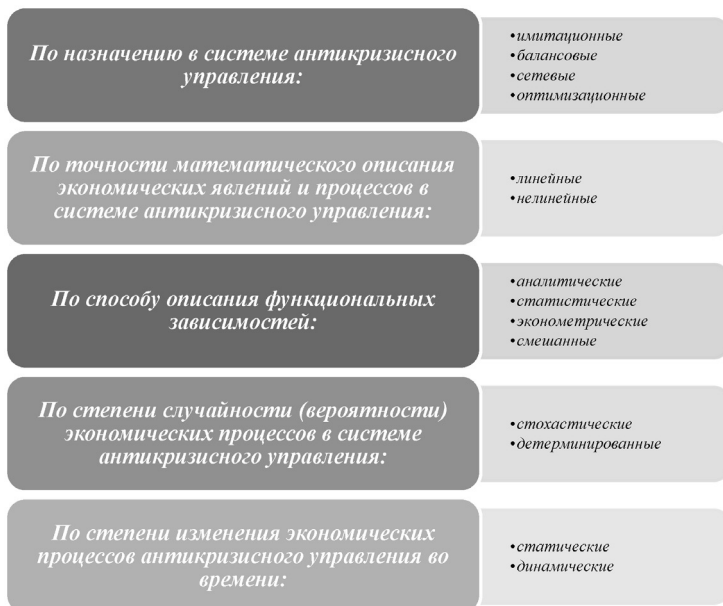 По назначению в системе антикризисного
управления:
•имитационные
•балансовые
•сетевые
•оптимизационные
По точности математического описания
экономических явлений и процессов в
системе антикризисного управления:
•линейные
•нелинейные
По способу описания функциональных
зависимостей:
•аналитические
•статистические
•эконометрические
•смешанные
По степени случайности (вероятности)
экономических процессов в системе
антикризисного управления:
•стохастические
•детерминированные
По степени изменения экономических
процессов антикризисного управления во
времени:
•статические
•динамические